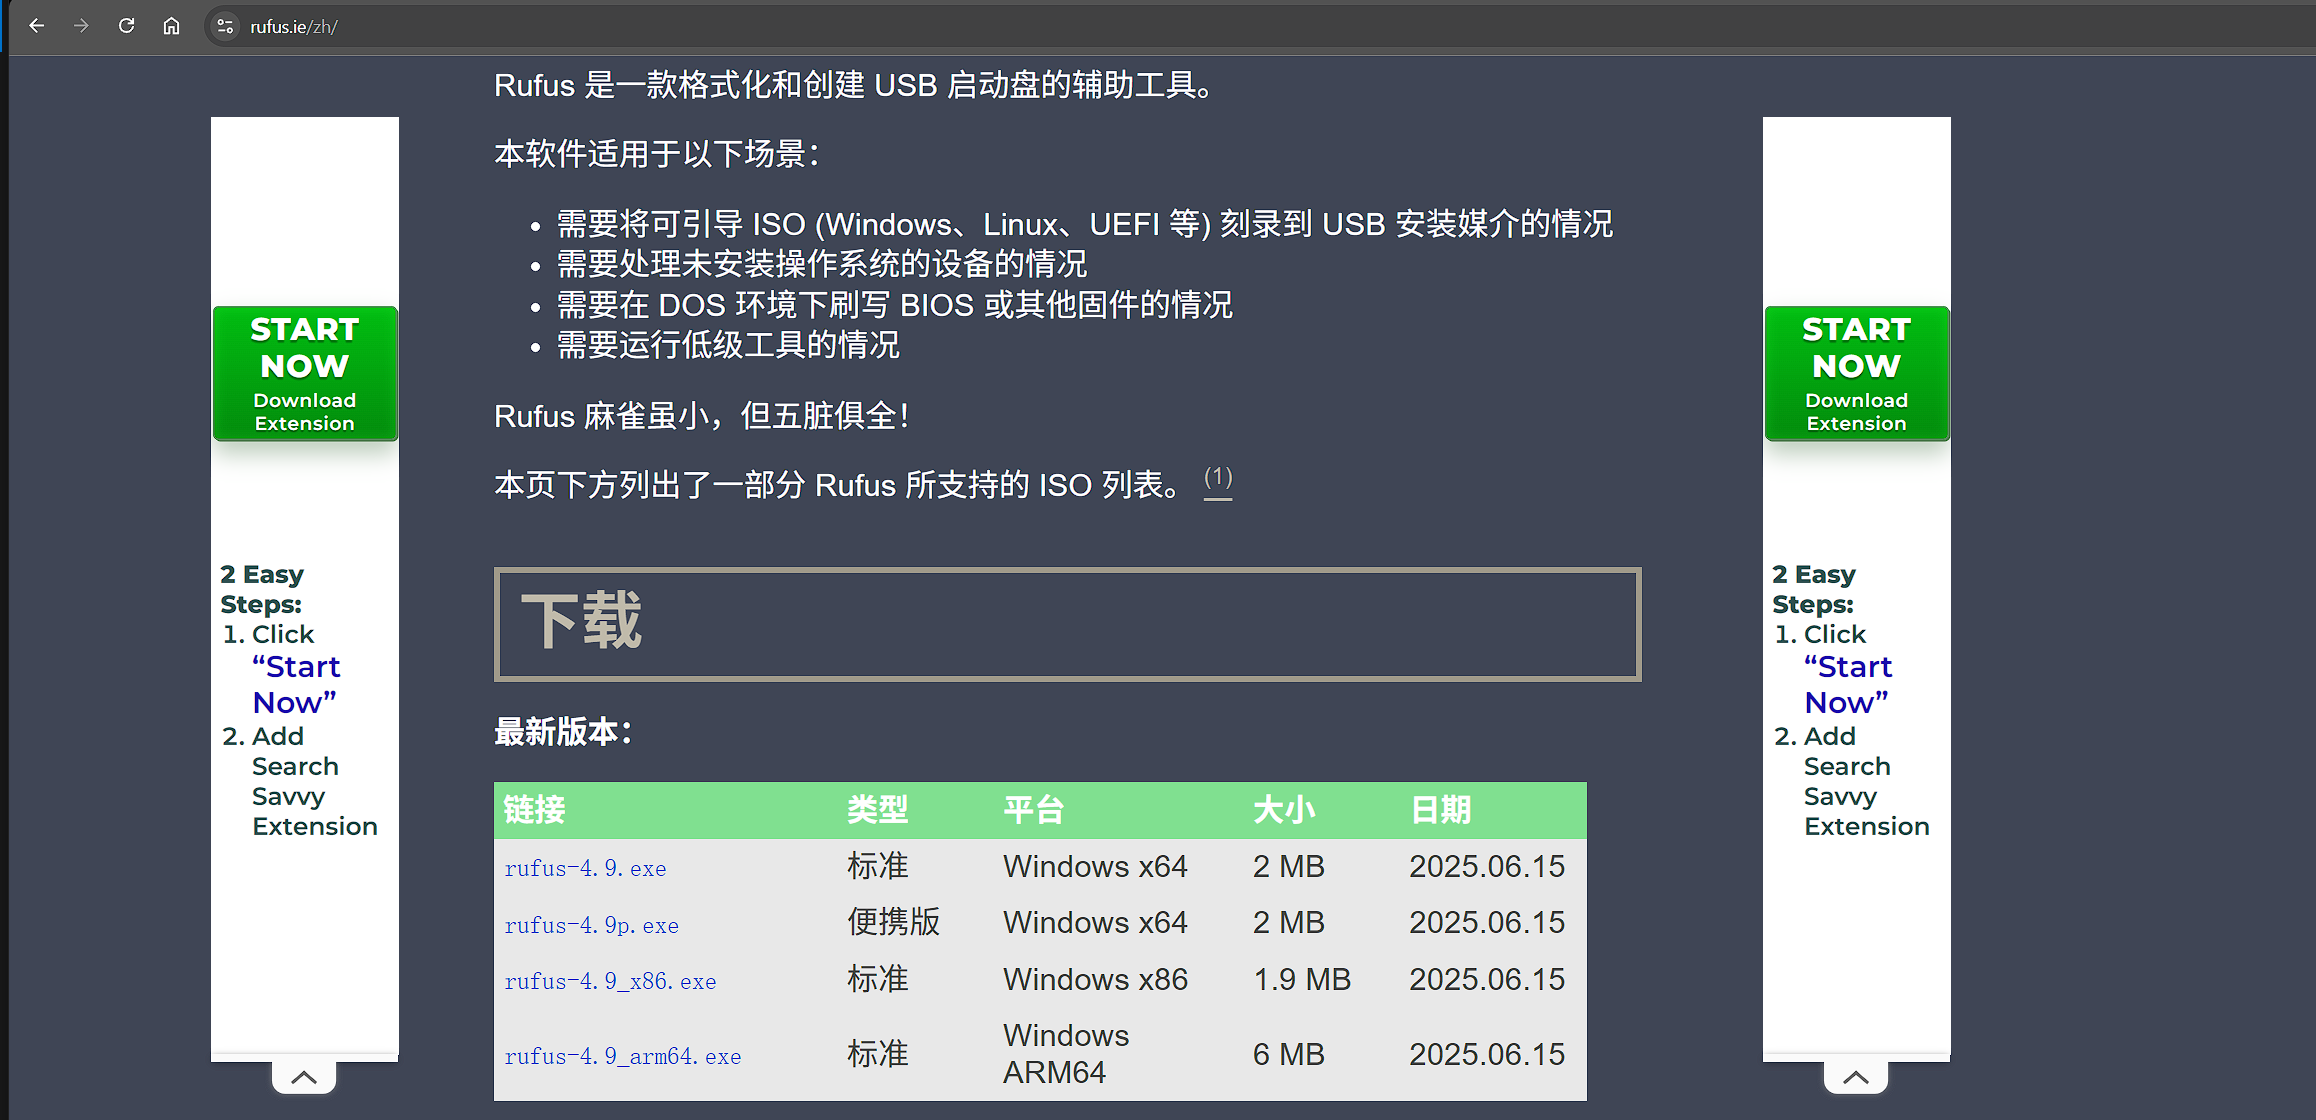 rufus.ie/zh/
Rufus 是一款格式化和创建 USB 启动盘的辅助工具。
本软件适用于以下场景：
• 需要将可引导 ISO (Windows、Linux、UEFI 等) 刻录到 USB 安装媒介的情况
• 需要处理未安装操作系统的设备的情况
• 需要在 DOS 环境下刷写 BIOS 或其他固件的情况
• 需要运行低级工具的情况
Rufus 麻雀虽小，但五脏俱全！
本页下方列出了一部分 Rufus 所支持的 ISO 列表。 (1)
下载
最新版本：
链接 类型 平台 大小 日期
rufus-4.9.exe 标准 Windows x64 2 MB 2025.06.15
rufus-4.9p.exe 便携版 Windows x64 2 MB 2025.06.15
rufus-4.9_x86.exe 标准 Windows x86 1.9 MB 2025.06.15
rufus-4.9_arm64.exe 标准 Windows ARM64 6 MB 2025.06.15
START
NOW
Download
Extension
2 Easy
Steps:
1. Click
“Start
Now”
2. Add
Search
Savvy
Extension
START
NOW
Download
Extension
2 Easy
Steps:
1. Click
“Start
Now”
2. Add
Search
Savvy
Extension